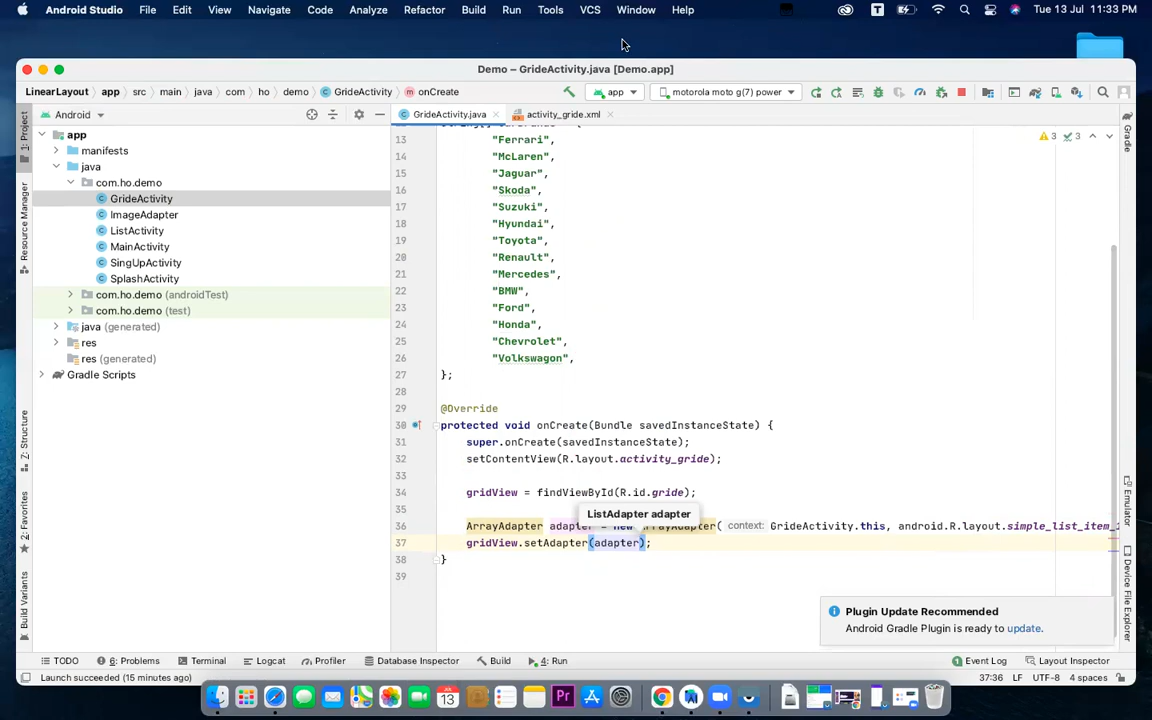 Android Studio File Edit View Navigate Code Analyze Refactor Build Run Tools VCS Window Help Tue 13 Jul 11:33 PM
Demo – GrideActivity.java [Demo.app]
LinearLayout app src main java com ho demo GrideActivity onCreate app motorola moto g(7) power
Android GrideActivity.java activity_gride.xml
1: Project
Resource Manager
Z: Structure
2: Favorites
Build Variants
app
manifests
java
com.ho.demo
GrideActivity
ImageAdapter
ListActivity
MainActivity
SingUpActivity
SplashActivity
com.ho.demo (androidTest)
com.ho.demo (test)
java (generated)
res
res (generated)
Gradle Scripts
3 3
13 "Ferrari",
14 "McLaren",
15 "Jaguar",
16 "Skoda",
17 "Suzuki",
18 "Hyundai",
19 "Toyota",
20 "Renault",
21 "Mercedes",
22 "BMW",
23 "Ford",
24 "Honda",
25 "Chevrolet",
26 "Volkswagon",
27 };
28
29 @Override
30 protected void onCreate(Bundle savedInstanceState) {
31 super.onCreate(savedInstanceState);
32 setContentView(R.layout.activity_gride);
33
34 gridView = findViewById(R.id.gride);
ListAdapter adapter
36 ArrayAdapter adapter = new ArrayAdapter( context: GrideActivity.this, android.R.layout.simple_list_item_1
37 gridView.setAdapter(adapter);
38 }
39
Gradle
Emulator
Device File Explorer
Plugin Update Recommended
Android Gradle Plugin is ready to update.
TODO 6: Problems Terminal Logcat Profiler Database Inspector Build 4: Run Event Log Layout Inspector
Launch succeeded (15 minutes ago) 37:36 LF UTF-8 4 spaces